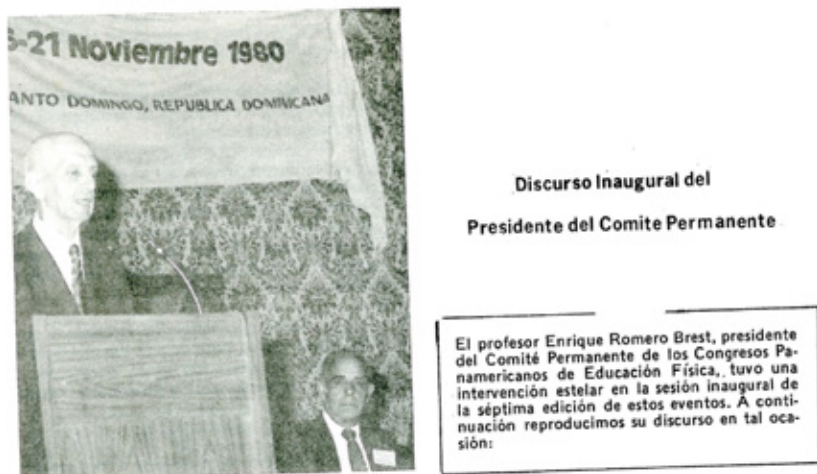 -21 Noviembre 1980
ANTO DOMINGO, REPUBLICA DOMINICANA
Discurso Inaugural del
Presidente del Comite Permanente
El profesor Enrique Romero Brest, presidente
del Comité Permanente de los Congresos Pa-
namericanos de Educación Física, tuvo una
intervención estelar en la sesión inaugural de
la séptima edición de estos eventos. A conti-
nuación reproducimos su discurso en tal oca-
sión: